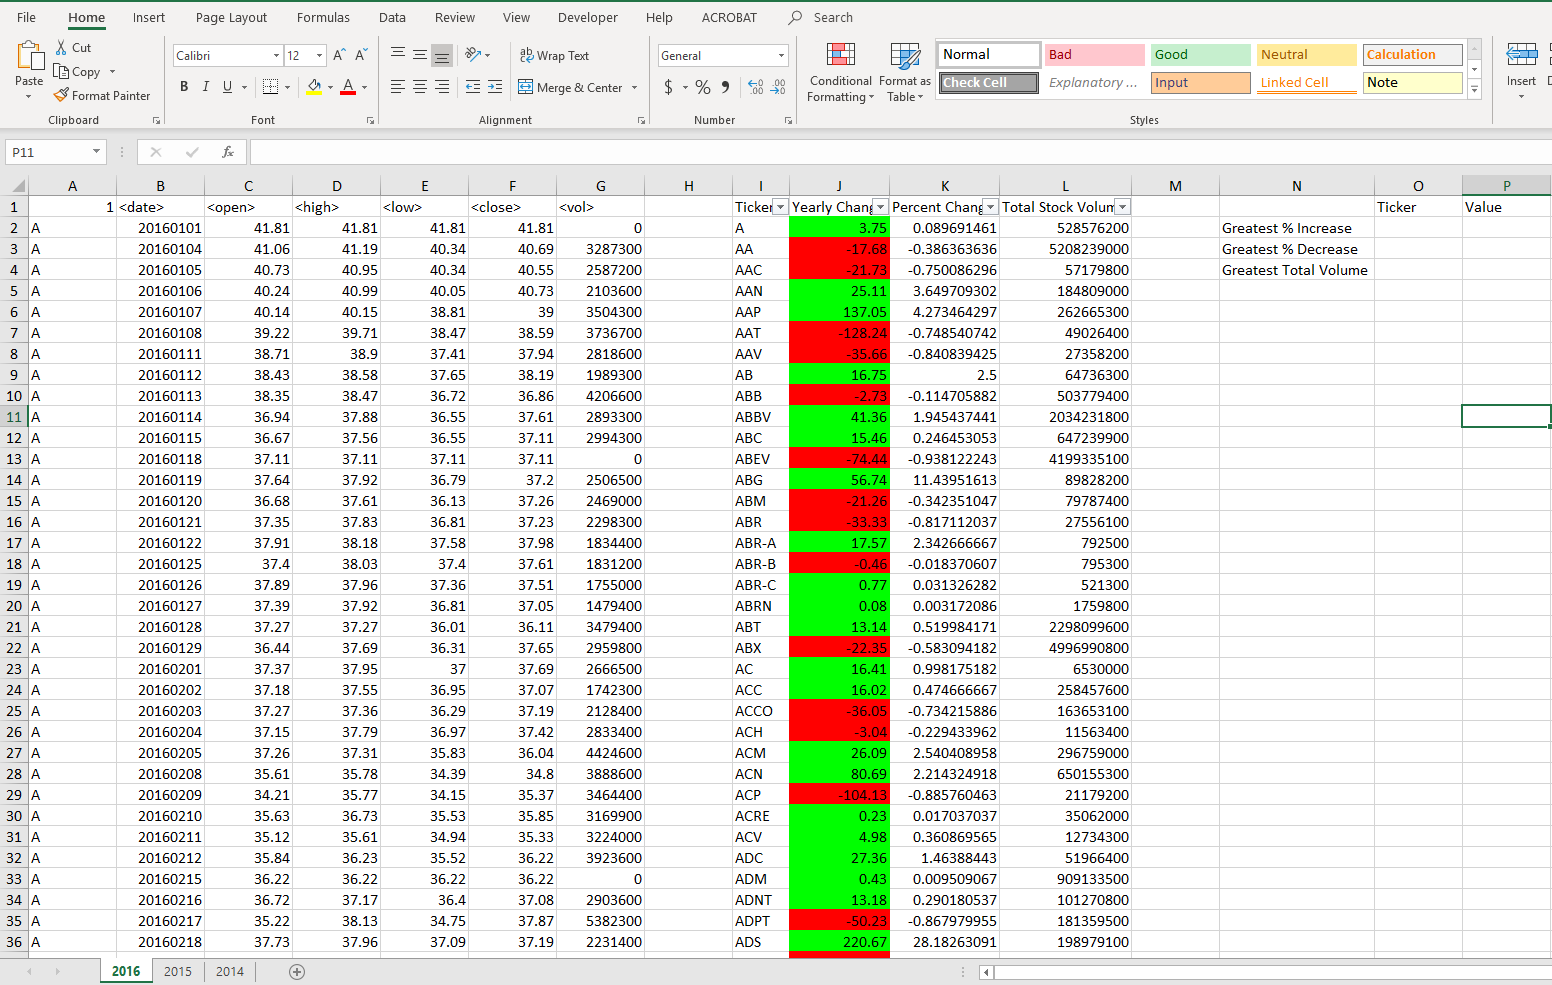 File Home Insert Page Layout Formulas Data Review View Developer Help ACROBAT Search
Paste
Cut
Copy
Format Painter
Clipboard
Calibri 12 A A
B I U A
Font
ab Wrap Text
Merge & Center
Alignment
General
$ % 9
Number
Conditional Formatting
Format as Table
Normal Bad Good Neutral Calculation
Check Cell Explanatory ... Input Linked Cell Note
Styles
Insert
P11 fx
A B C D E F G H I J K L M N O P
1 1 <date> <open> <high> <low> <close> <vol> Ticker Yearly Chang Percent Chang Total Stock Volum Ticker Value
2 A 20160101 41.81 41.81 41.81 41.81 0 A 3.75 0.089691461 528576200 Greatest % Increase
3 A 20160104 41.06 41.19 40.34 40.69 3287300 AA -17.68 -0.386363636 5208239000 Greatest % Decrease
4 A 20160105 40.73 40.95 40.34 40.55 2587200 AAC -21.73 -0.750086296 57179800 Greatest Total Volume
5 A 20160106 40.24 40.99 40.05 40.73 2103600 AAN 25.11 3.649709302 184809000
6 A 20160107 40.14 40.15 38.81 39 3504300 AAP 137.05 4.273464297 262665300
7 A 20160108 39.22 39.71 38.47 38.59 3736700 AAT -128.24 -0.748540742 49026400
8 A 20160111 38.71 38.9 37.41 37.94 2818600 AAV -35.66 -0.840839425 27358200
9 A 20160112 38.43 38.58 37.65 38.19 1989300 AB 16.75 2.5 64736300
10 A 20160113 38.35 38.47 36.72 36.86 4206600 ABB -2.73 -0.114705882 503779400
11 A 20160114 36.94 37.88 36.55 37.61 2893300 ABBV 41.36 1.945437441 2034231800
12 A 20160115 36.67 37.56 36.55 37.11 2994300 ABC 15.46 0.246453053 647239900
13 A 20160118 37.11 37.11 37.11 37.11 0 ABEV -74.44 -0.938122243 4199335100
14 A 20160119 37.64 37.92 36.79 37.2 2506500 ABG 56.74 11.43951613 89828200
15 A 20160120 36.68 37.61 36.13 37.26 2469000 ABM -21.26 -0.342351047 79787400
16 A 20160121 37.35 37.83 36.81 37.23 2298300 ABR -33.33 -0.817112037 27556100
17 A 20160122 37.91 38.18 37.58 37.98 1834400 ABR-A 17.57 2.342666667 792500
18 A 20160125 37.4 38.03 37.4 37.61 1831200 ABR-B -0.46 -0.018370607 795300
19 A 20160126 37.89 37.96 37.36 37.51 1755000 ABR-C 0.77 0.031326282 521300
20 A 20160127 37.39 37.92 36.81 37.05 1479400 ABRN 0.08 0.003172086 1759800
21 A 20160128 37.27 37.27 36.01 36.11 3479400 ABT 13.14 0.519984171 2298099600
22 A 20160129 36.44 37.69 36.31 37.65 2959800 ABX -22.35 -0.583094182 4996990800
23 A 20160201 37.37 37.95 37 37.69 2666500 AC 16.41 0.998175182 6530000
24 A 20160202 37.18 37.55 36.95 37.07 1742300 ACC 16.02 0.474666667 258457600
25 A 20160203 37.27 37.36 36.29 37.19 2128400 ACCO -36.05 -0.734215886 163653100
26 A 20160204 37.15 37.79 36.97 37.42 2833400 ACH -3.04 -0.229433962 11563400
27 A 20160205 37.26 37.31 35.83 36.04 4424600 ACM 26.09 2.540408958 296759000
28 A 20160208 35.61 35.78 34.39 34.8 3888600 ACN 80.69 2.214324918 650155300
29 A 20160209 34.21 35.77 34.15 35.37 3464400 ACP -104.13 -0.885760463 21179200
30 A 20160210 35.63 36.73 35.53 35.85 3169900 ACRE 0.23 0.017037037 35062000
31 A 20160211 35.12 35.61 34.94 35.33 3224000 ACV 4.98 0.360869565 12734300
32 A 20160212 35.84 36.23 35.52 36.22 3923600 ADC 27.36 1.46388443 51966400
33 A 20160215 36.22 36.22 36.22 36.22 0 ADM 0.43 0.009509067 909133500
34 A 20160216 36.72 37.17 36.4 37.08 2903600 ADNT 13.18 0.290180537 101270800
35 A 20160217 35.22 38.13 34.75 37.87 5382300 ADPT -50.23 -0.867979955 181359500
36 A 20160218 37.73 37.96 37.09 37.19 2231400 ADS 220.67 28.18263091 198979100
2016 2015 2014